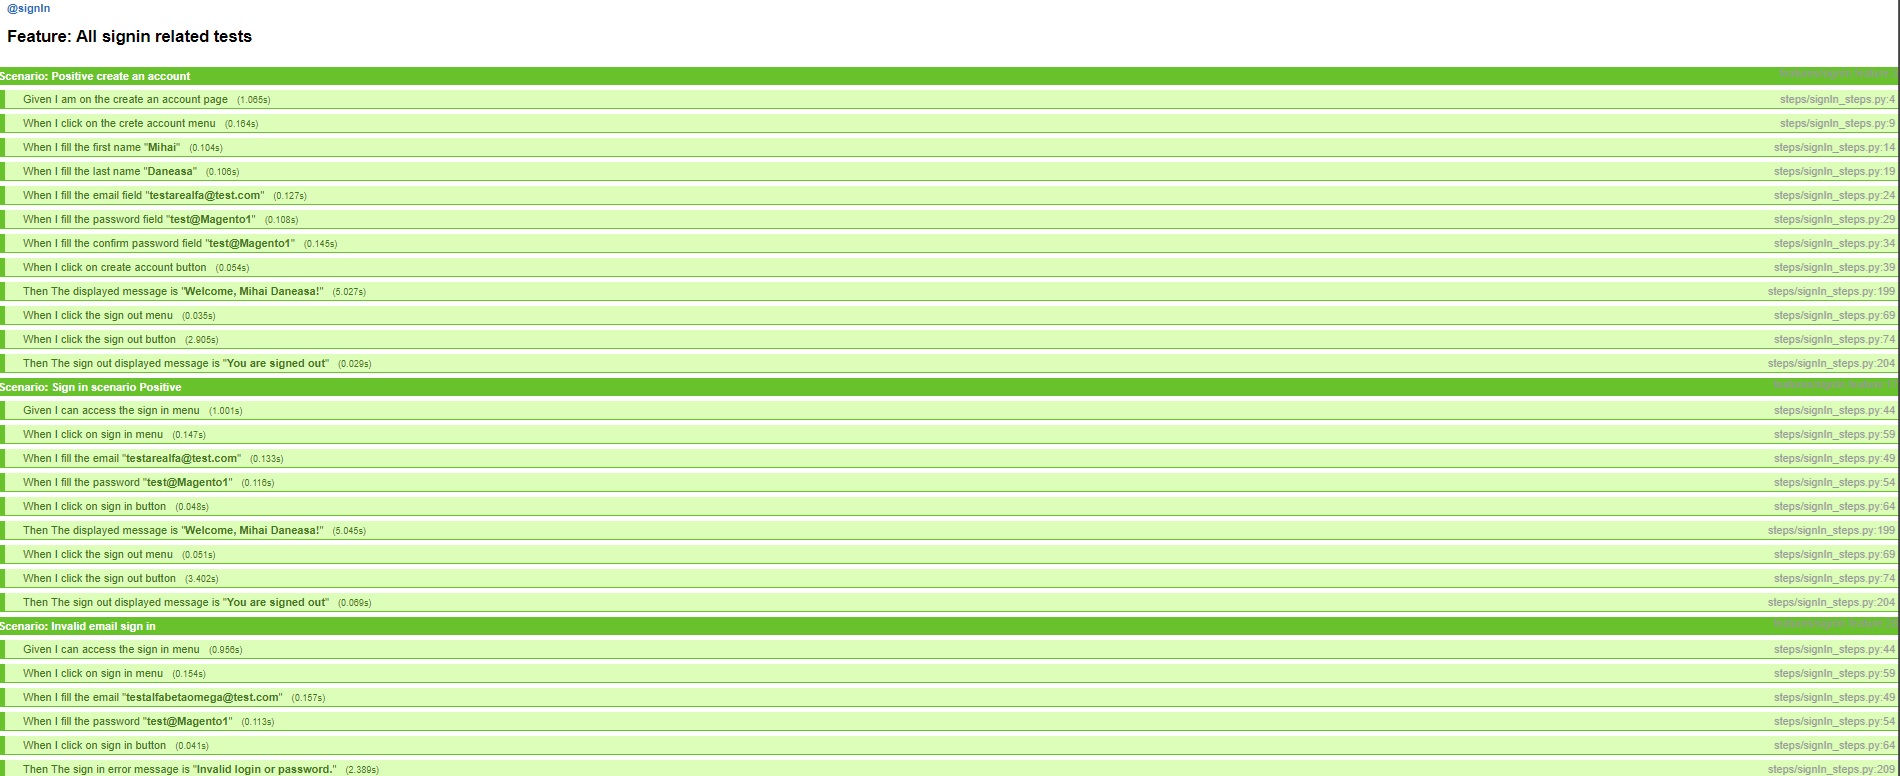 @signIn
Feature: All signin related tests
Scenario: Positive create an account
Given I am on the create an account page (1.065s) steps/signIn_steps.py:4
When I click on the crete account menu (0.164s) steps/signIn_steps.py:9
When I fill the first name "Mihai" (0.104s) steps/signIn_steps.py:14
When I fill the last name "Daneasa" (0.106s) steps/signIn_steps.py:19
When I fill the email field "testarealfa@test.com" (0.127s) steps/signIn_steps.py:24
When I fill the password field "test@Magento1" (0.108s) steps/signIn_steps.py:29
When I fill the confirm password field "test@Magento1" (0.145s) steps/signIn_steps.py:34
When I click on create account button (0.054s) steps/signIn_steps.py:39
Then The displayed message is "Welcome, Mihai Daneasa!" (5.027s) steps/signIn_steps.py:199
When I click the sign out menu (0.035s) steps/signIn_steps.py:69
When I click the sign out button (2.905s) steps/signIn_steps.py:74
Then The sign out displayed message is "You are signed out" (0.029s) steps/signIn_steps.py:204
Scenario: Sign in scenario Positive
Given I can access the sign in menu (1.001s) steps/signIn_steps.py:44
When I click on sign in menu (0.147s) steps/signIn_steps.py:59
When I fill the email "testarealfa@test.com" (0.133s) steps/signIn_steps.py:49
When I fill the password "test@Magento1" (0.116s) steps/signIn_steps.py:54
When I click on sign in button (0.048s) steps/signIn_steps.py:64
Then The displayed message is "Welcome, Mihai Daneasa!" (5.045s) steps/signIn_steps.py:199
When I click the sign out menu (0.051s) steps/signIn_steps.py:69
When I click the sign out button (3.402s) steps/signIn_steps.py:74
Then The sign out displayed message is "You are signed out" (0.069s) steps/signIn_steps.py:204
Scenario: Invalid email sign in
Given I can access the sign in menu (0.956s) steps/signIn_steps.py:44
When I click on sign in menu (0.154s) steps/signIn_steps.py:59
When I fill the email "testalfabetaomega@test.com" (0.157s) steps/signIn_steps.py:49
When I fill the password "test@Magento1" (0.113s) steps/signIn_steps.py:54
When I click on sign in button (0.041s) steps/signIn_steps.py:64
Then The sign in error message is "Invalid login or password." (2.389s) steps/signIn_steps.py:209